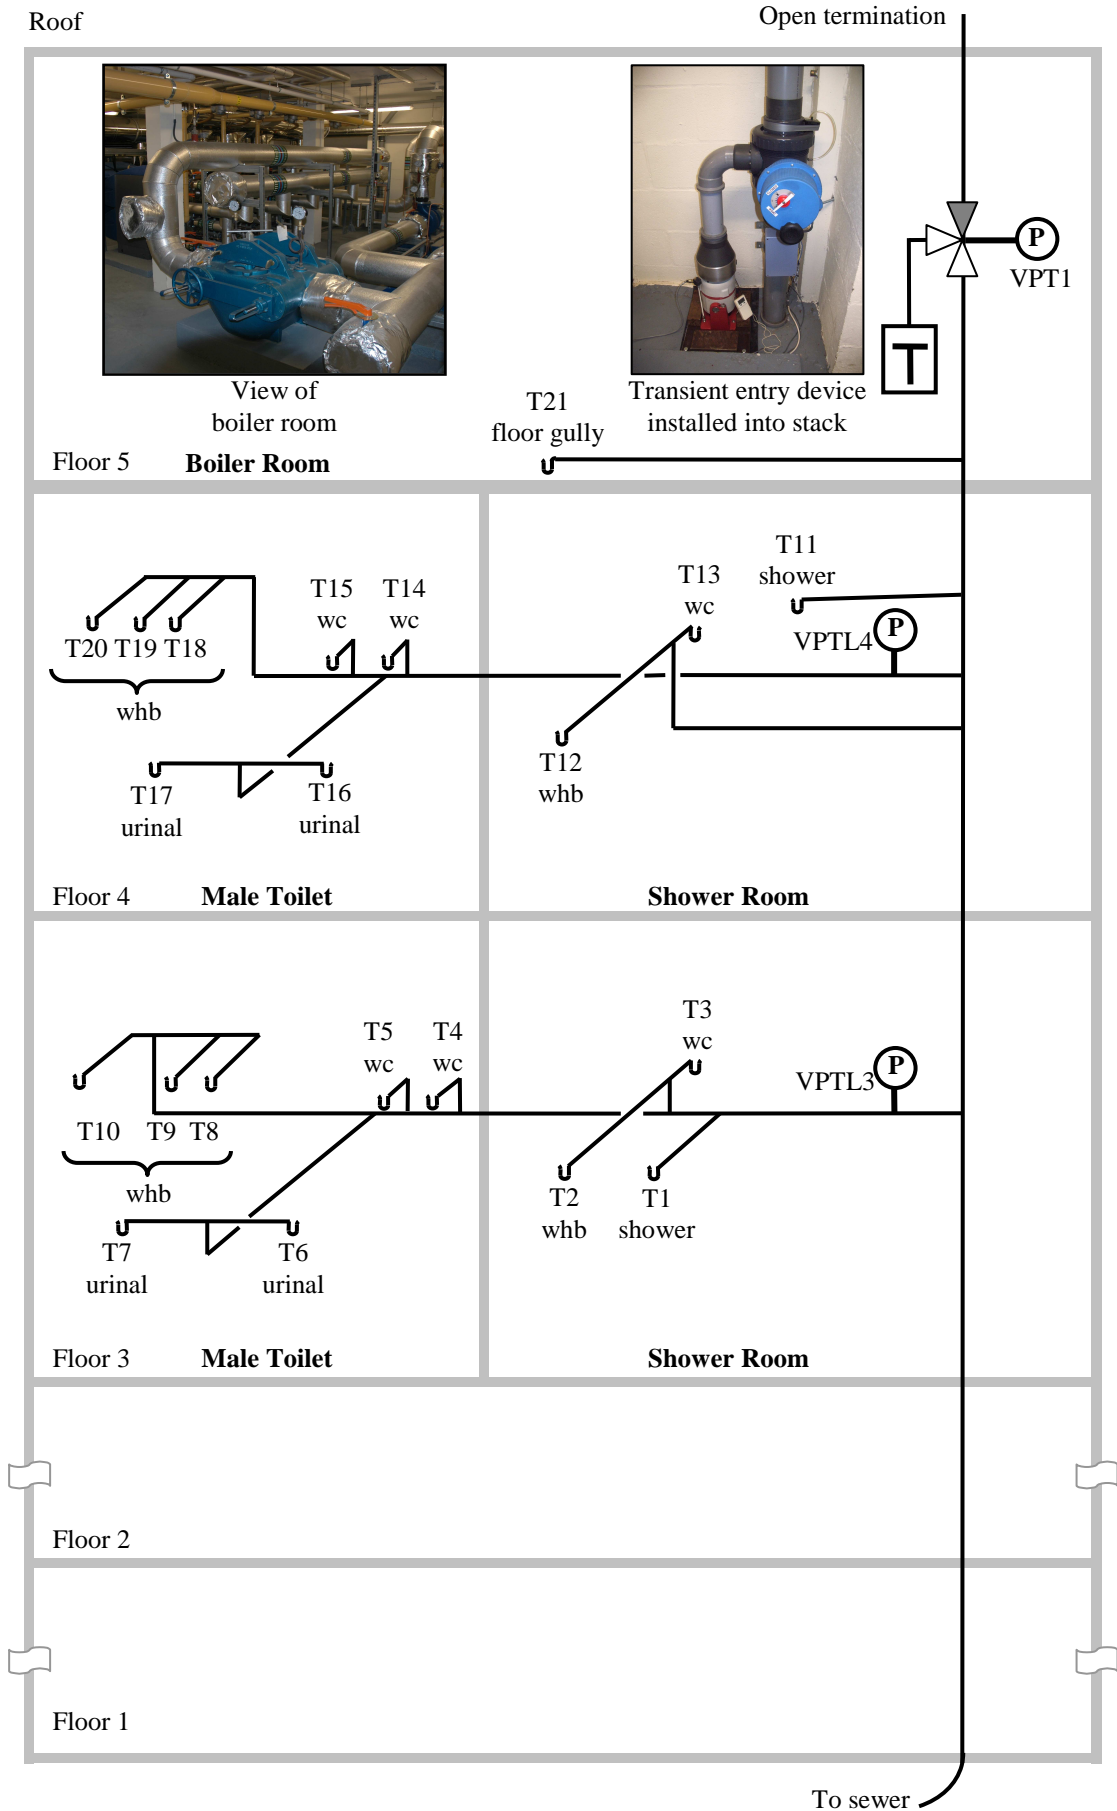 Roof
Open termination
P
VPT1
T
View of
boiler room
Transient entry device
installed into stack
T21
floor gully
Floor 5
Boiler Room
T11
shower
T13
wc
T15
wc
T14
wc
P
VPTL4
T20 T19 T18
whb
T12
whb
T17
urinal
T16
urinal
Floor 4
Male Toilet
Shower Room
T3
wc
T5
wc
T4
wc
P
VPTL3
T10 T9 T8
whb
T2
whb
T1
shower
T7
urinal
T6
urinal
Floor 3
Male Toilet
Shower Room
Floor 2
Floor 1
To sewer